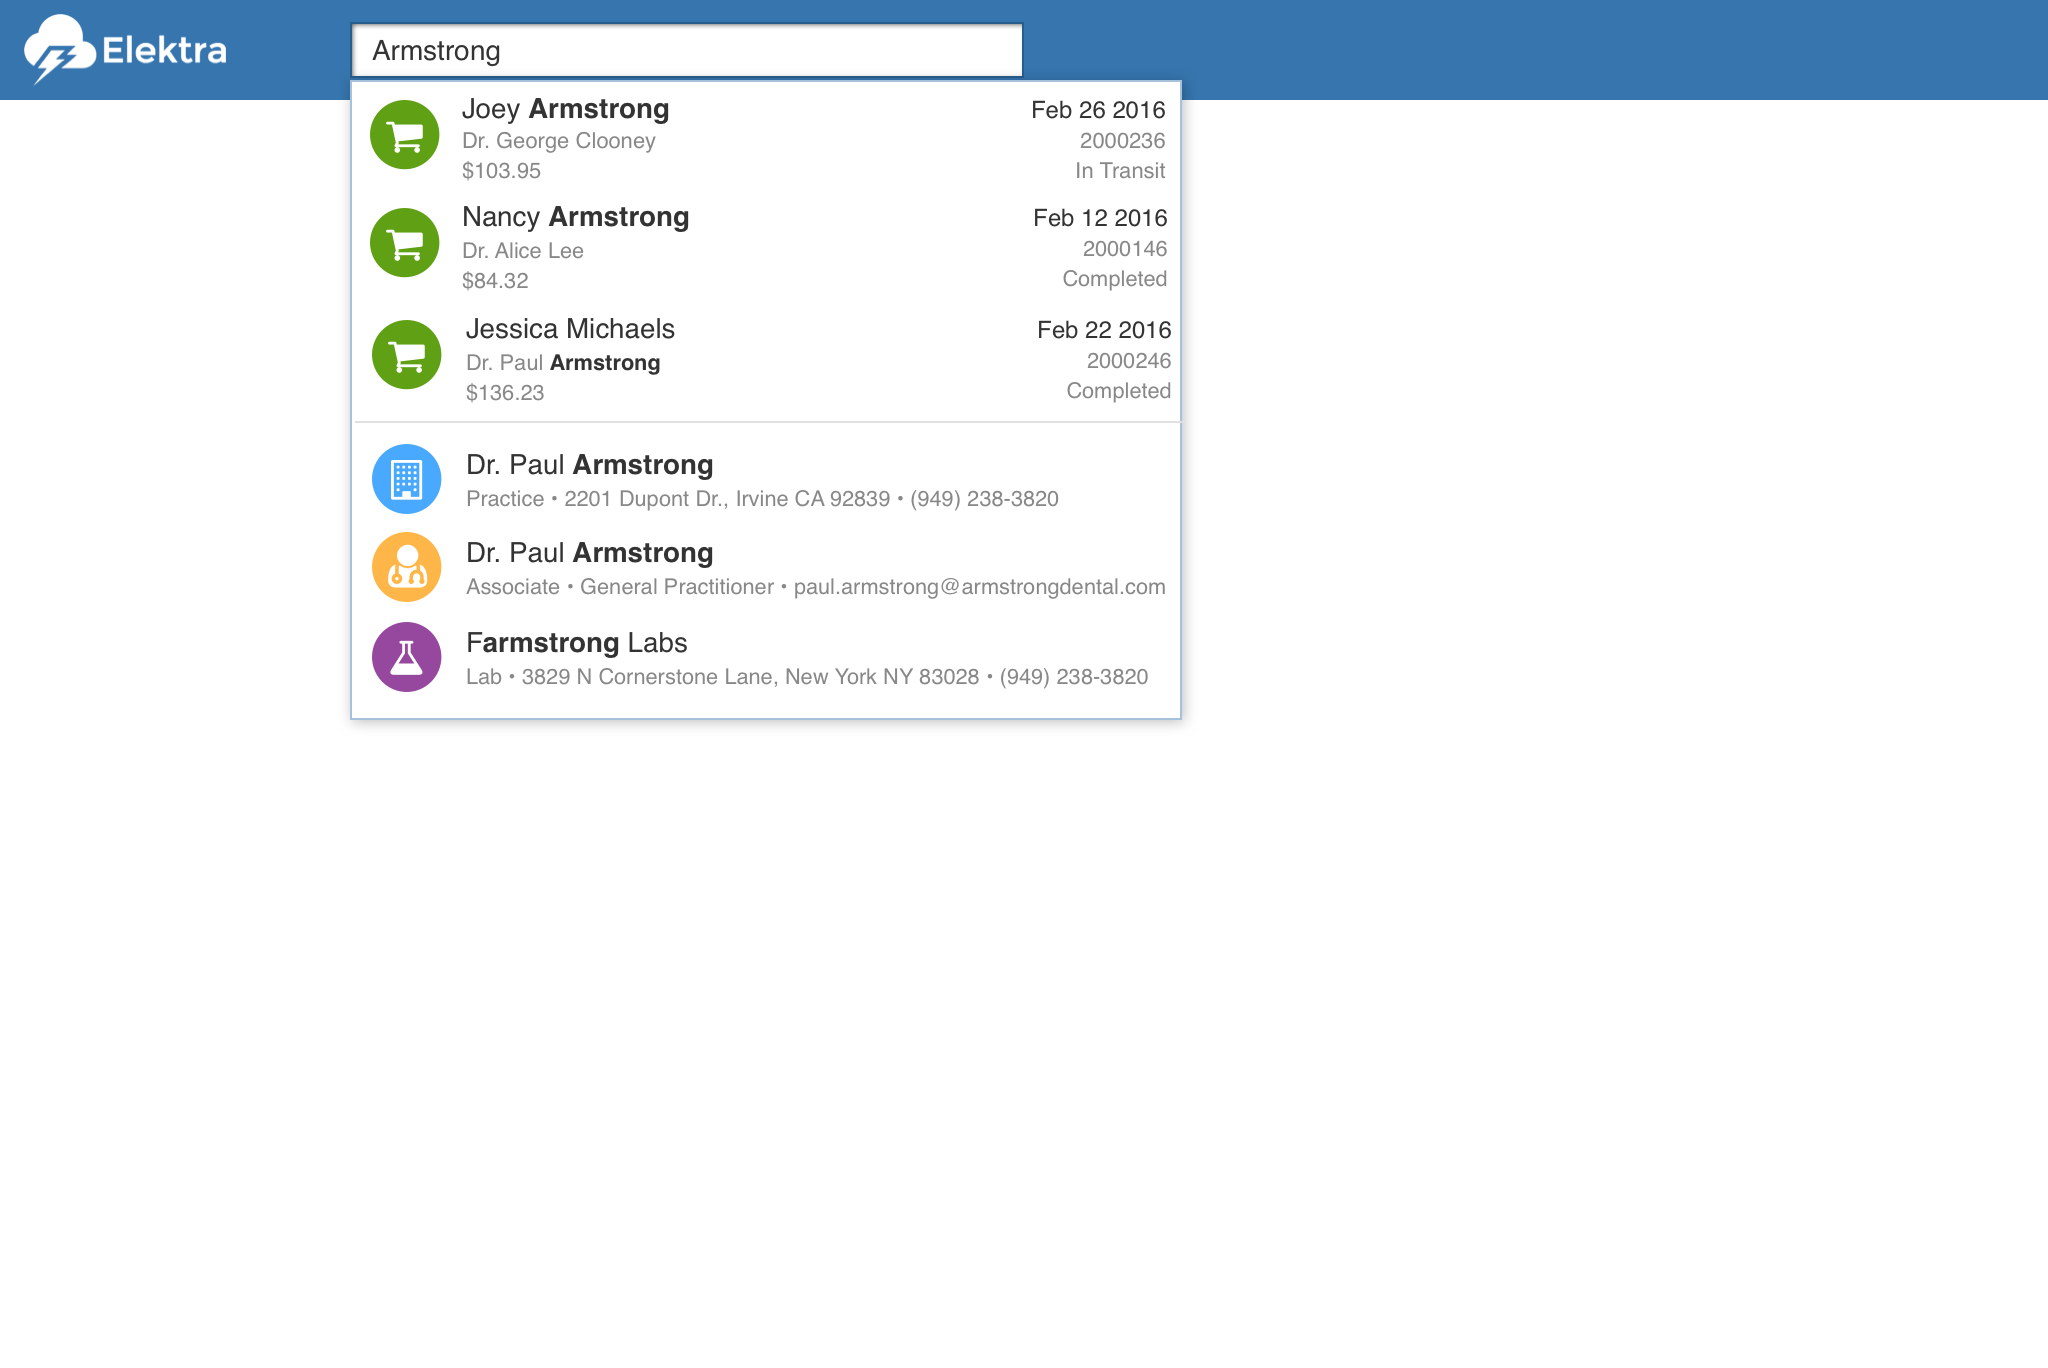 Elektra
Armstrong
Joey Armstrong Feb 26 2016
Dr. George Clooney 2000236
$103.95 In Transit
Nancy Armstrong Feb 12 2016
Dr. Alice Lee 2000146
$84.32 Completed
Jessica Michaels Feb 22 2016
Dr. Paul Armstrong 2000246
$136.23 Completed
Dr. Paul Armstrong
Practice • 2201 Dupont Dr., Irvine CA 92839 • (949) 238-3820
Dr. Paul Armstrong
Associate • General Practitioner • paul.armstrong@armstrongdental.com
Farmstrong Labs
Lab • 3829 N Cornerstone Lane, New York NY 83028 • (949) 238-3820